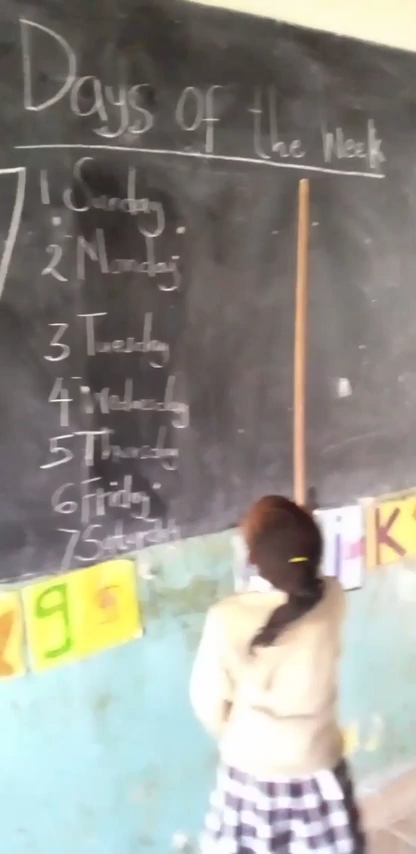 Days of the Week
1 Sunday
2 Monday
3 Tuesday
4 Wednesday
5 Thursday
6 Friday
7 Saturday
g s
j
K